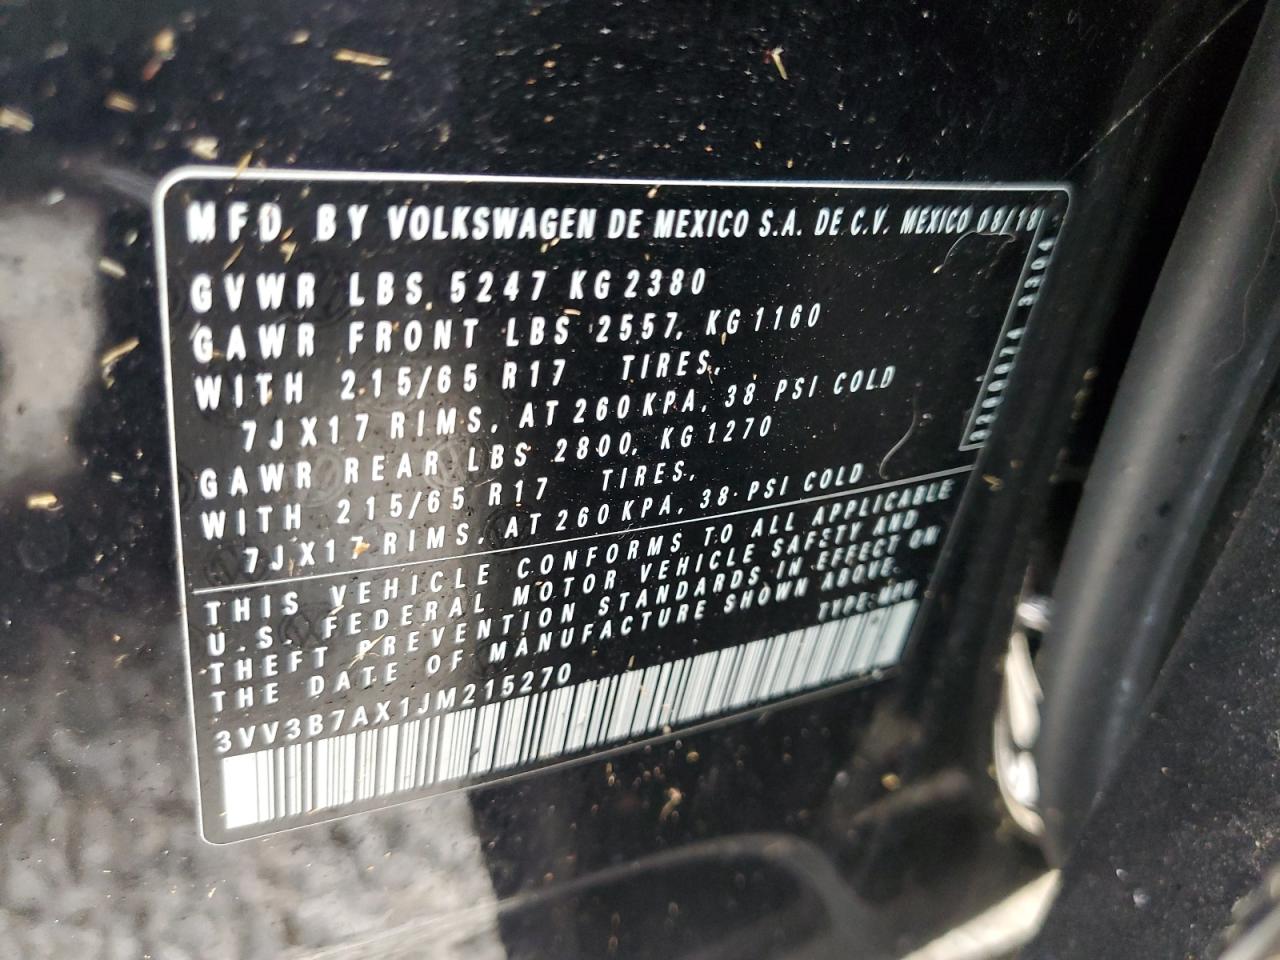 MFD. BY VOLKSWAGEN DE MEXICO S.A. DE C.V. MEXICO 08/18
GVWR LBS. 5247 KG 2380
GAWR FRONT LBS 2557, KG 1160
WITH 215/65 R17 TIRES,
7JX17 RIMS, AT 260 KPA, 38 PSI COLD
GAWR REAR LBS 2800, KG 1270
WITH 215/65 R17 TIRES,
7JX17 RIMS, AT 260 KPA, 38 PSI COLD
THIS VEHICLE CONFORMS TO ALL APPLICABLE
U.S. FEDERAL MOTOR VEHICLE SAFETY AND
THEFT PREVENTION STANDARDS IN EFFECT ON
THE DATE OF MANUFACTURE SHOWN ABOVE.
TYPE: MPV
3VV3B7AX1JM215270